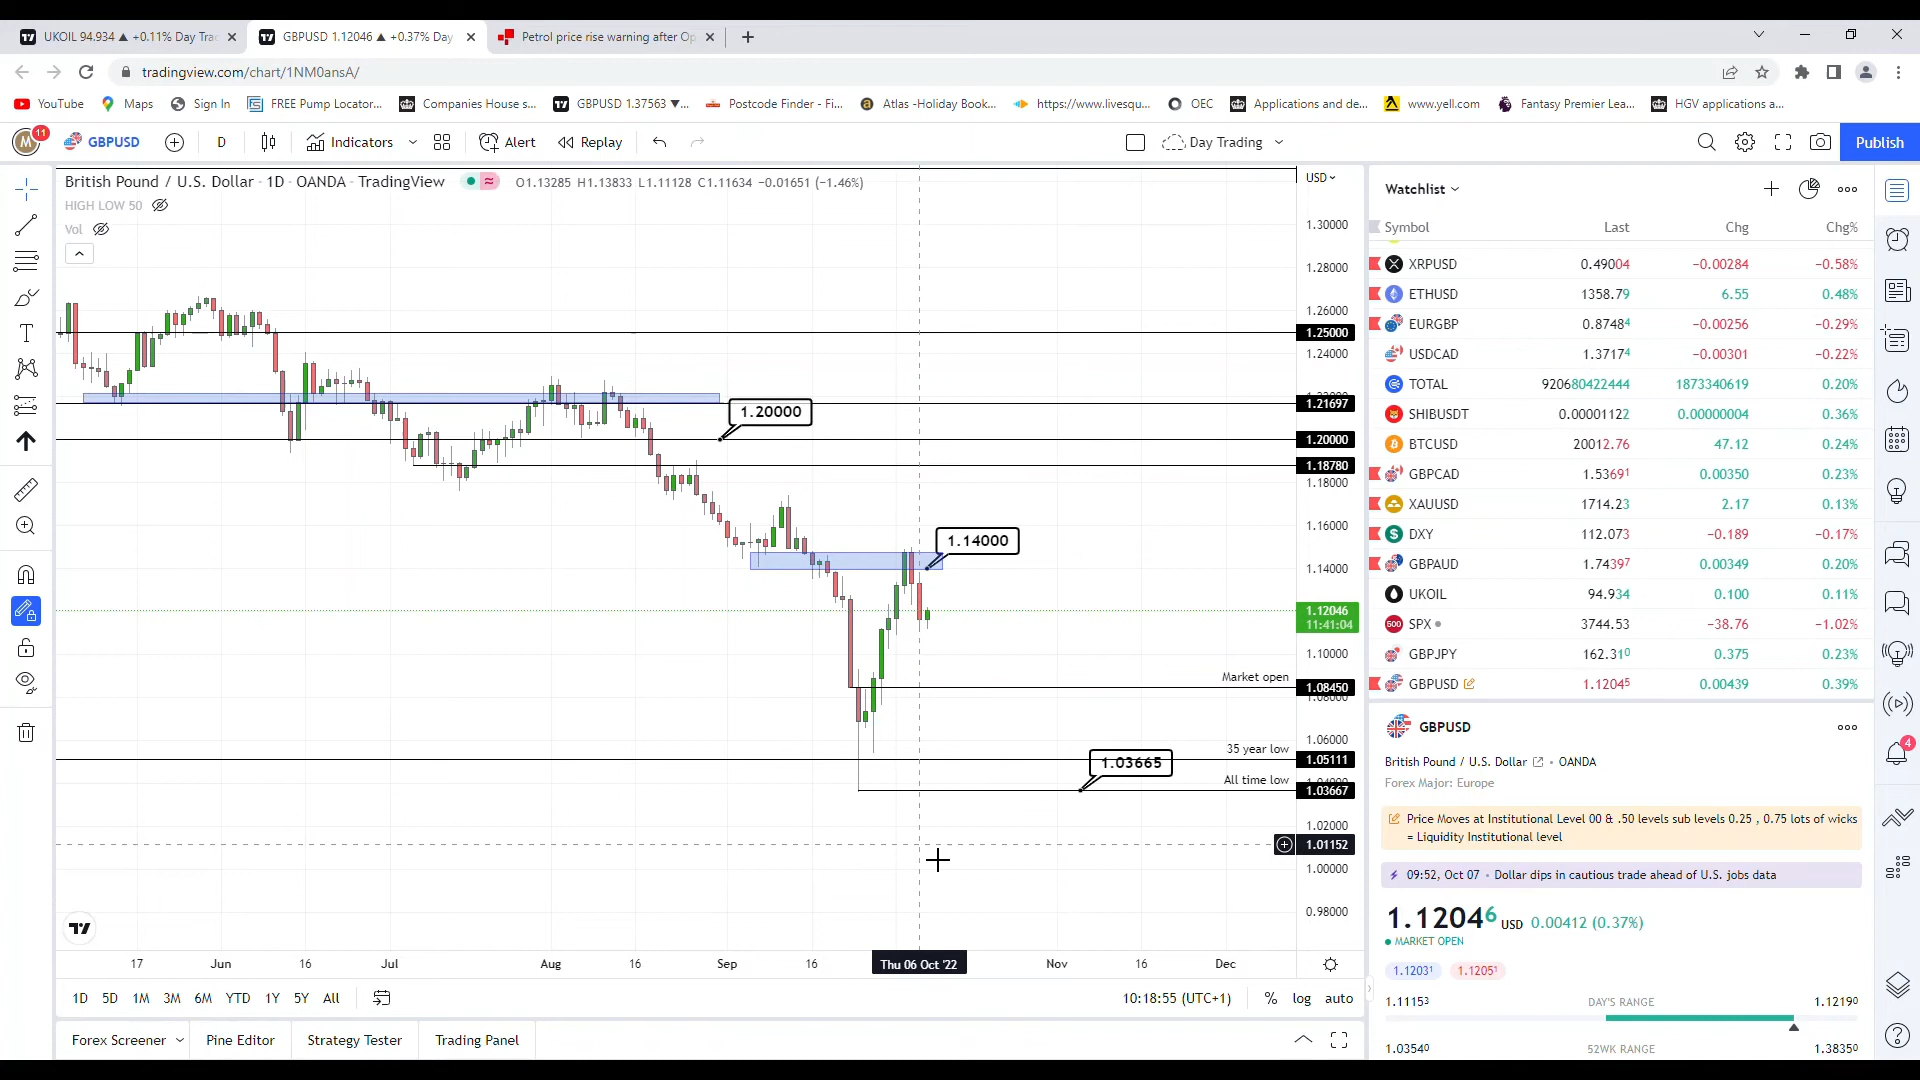 UKOIL 94.934 ▲ +0.11% Day Tra
GBPUSD 1.12046 ▲ +0.37% Day
Petrol price rise warning after Op
tradingview.com/chart/1NM0ansA/
YouTube
Maps
Sign In
FREE Pump Locator...
Companies House s...
GBPUSD 1.37563 ▼...
Postcode Finder - Fi...
Atlas -Holiday Book...
https://www.livesqu...
OEC
Applications and de...
www.yell.com
Fantasy Premier Lea...
HGV applications a...
M
11
GBPUSD
D
Indicators
Alert
Replay
Day Trading
Publish
British Pound / U.S. Dollar · 1D · OANDA · TradingView
O1.13285 H1.13833 L1.11128 C1.11634 −0.01651 (−1.46%)
HIGH LOW 50
Vol
USD
1.30000
1.28000
1.26000
1.25000
1.24000
1.21697
1.20000
1.20000
1.18780
1.18000
1.16000
1.14000
1.14000
1.12046
11:41:04
1.10000
Market open
1.08450
1.08000
1.06000
35 year low
1.05111
1.03665
All time low
1.03667
1.02000
1.01152
1.00000
0.98000
17
Jun
16
Jul
Aug
16
Sep
16
Thu 06 Oct '22
Nov
16
Dec
1D 5D 1M 3M 6M YTD 1Y 5Y All
10:18:55 (UTC+1)
% log auto
Forex Screener
Pine Editor
Strategy Tester
Trading Panel
Watchlist
Symbol Last Chg Chg%
XRPUSD 0.49004 −0.00284 −0.58%
ETHUSD 1358.79 6.55 0.48%
EURGBP 0.87484 −0.00256 −0.29%
USDCAD 1.37174 −0.00301 −0.22%
TOTAL 920680422444 1873340619 0.20%
SHIBUSDT 0.00001122 0.00000004 0.36%
BTCUSD 20012.76 47.12 0.24%
GBPCAD 1.53691 0.00350 0.23%
XAUUSD 1714.23 2.17 0.13%
DXY 112.073 −0.189 −0.17%
GBPAUD 1.74397 0.00349 0.20%
UKOIL 94.934 0.100 0.11%
500 SPX 3744.53 −38.76 −1.02%
GBPJPY 162.310 0.375 0.23%
GBPUSD 1.12045 0.00439 0.39%
GBPUSD
British Pound / U.S. Dollar • OANDA
Forex Major: Europe
Price Moves at Institutional Level 00 & .50 levels sub levels 0.25 , 0.75 lots of wicks
= Liquidity Institutional level
09:52, Oct 07 • Dollar dips in cautious trade ahead of U.S. jobs data
1.12046 USD 0.00412 (0.37%)
MARKET OPEN
1.12031 1.12051
1.11153 DAY'S RANGE 1.12190
1.03540 52WK RANGE 1.38350
4